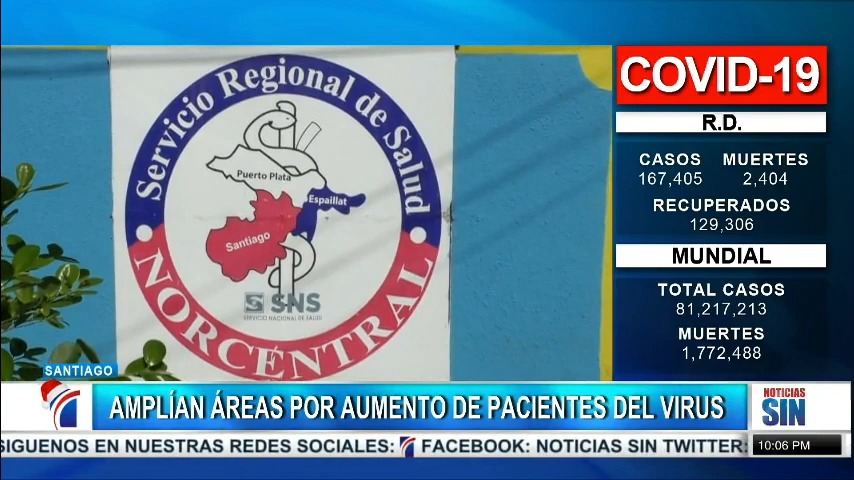 Servicio Regional de Salud
Puerto Plata
Espaillat
Santiago
SNS
SERVICIO NACIONAL DE SALUD
NORCENTRAL
COVID-19
R.D.
CASOS MUERTES
167,405 2,404
RECUPERADOS
129,306
MUNDIAL
TOTAL CASOS
81,217,213
MUERTES
1,772,488
SANTIAGO
AMPLÍAN ÁREAS POR AUMENTO DE PACIENTES DEL VIRUS
NOTICIAS
SIN
SIGUENOS EN NUESTRAS REDES SOCIALES: FACEBOOK: NOTICIAS SIN TWITTER:
10:06 PM